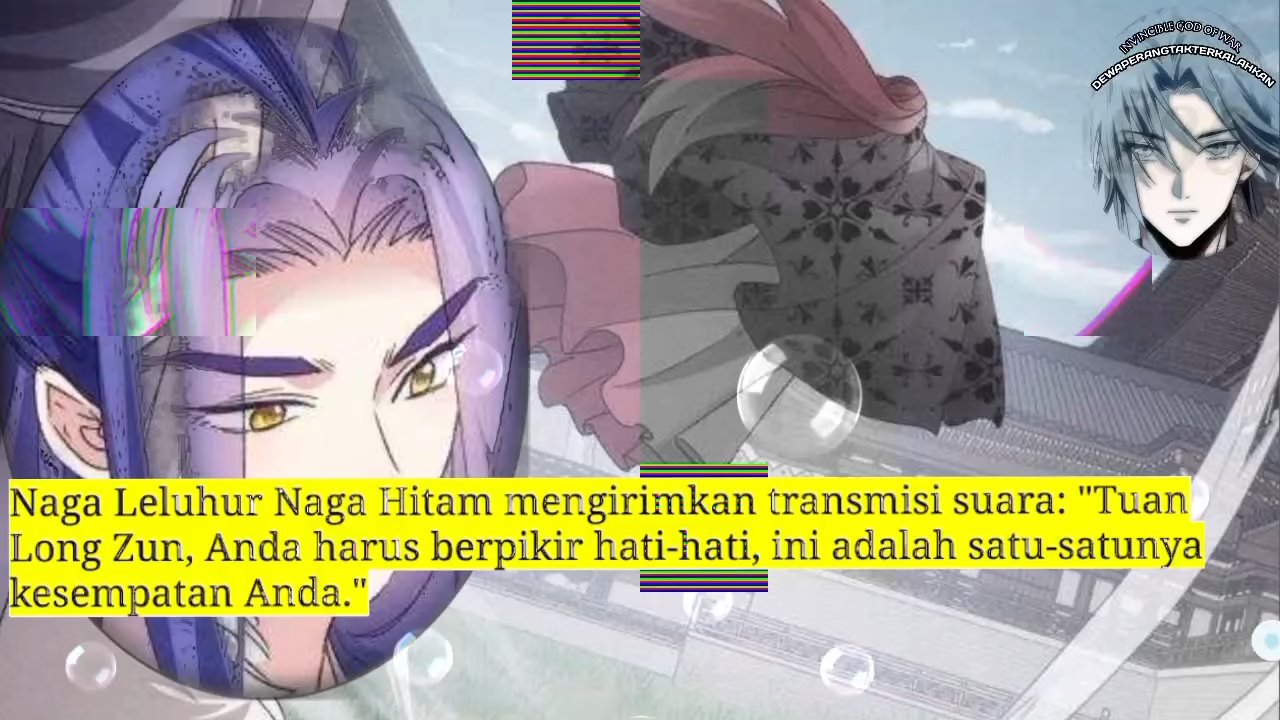 INVINCIBLE GOD OF WAR
DEWAPERANGTAKTERKALAHKAN
Naga Leluhur Naga Hitam mengirimkan transmisi suara: "Tuan
Long Zun, Anda harus berpikir hati-hati, ini adalah satu-satunya
kesempatan Anda."